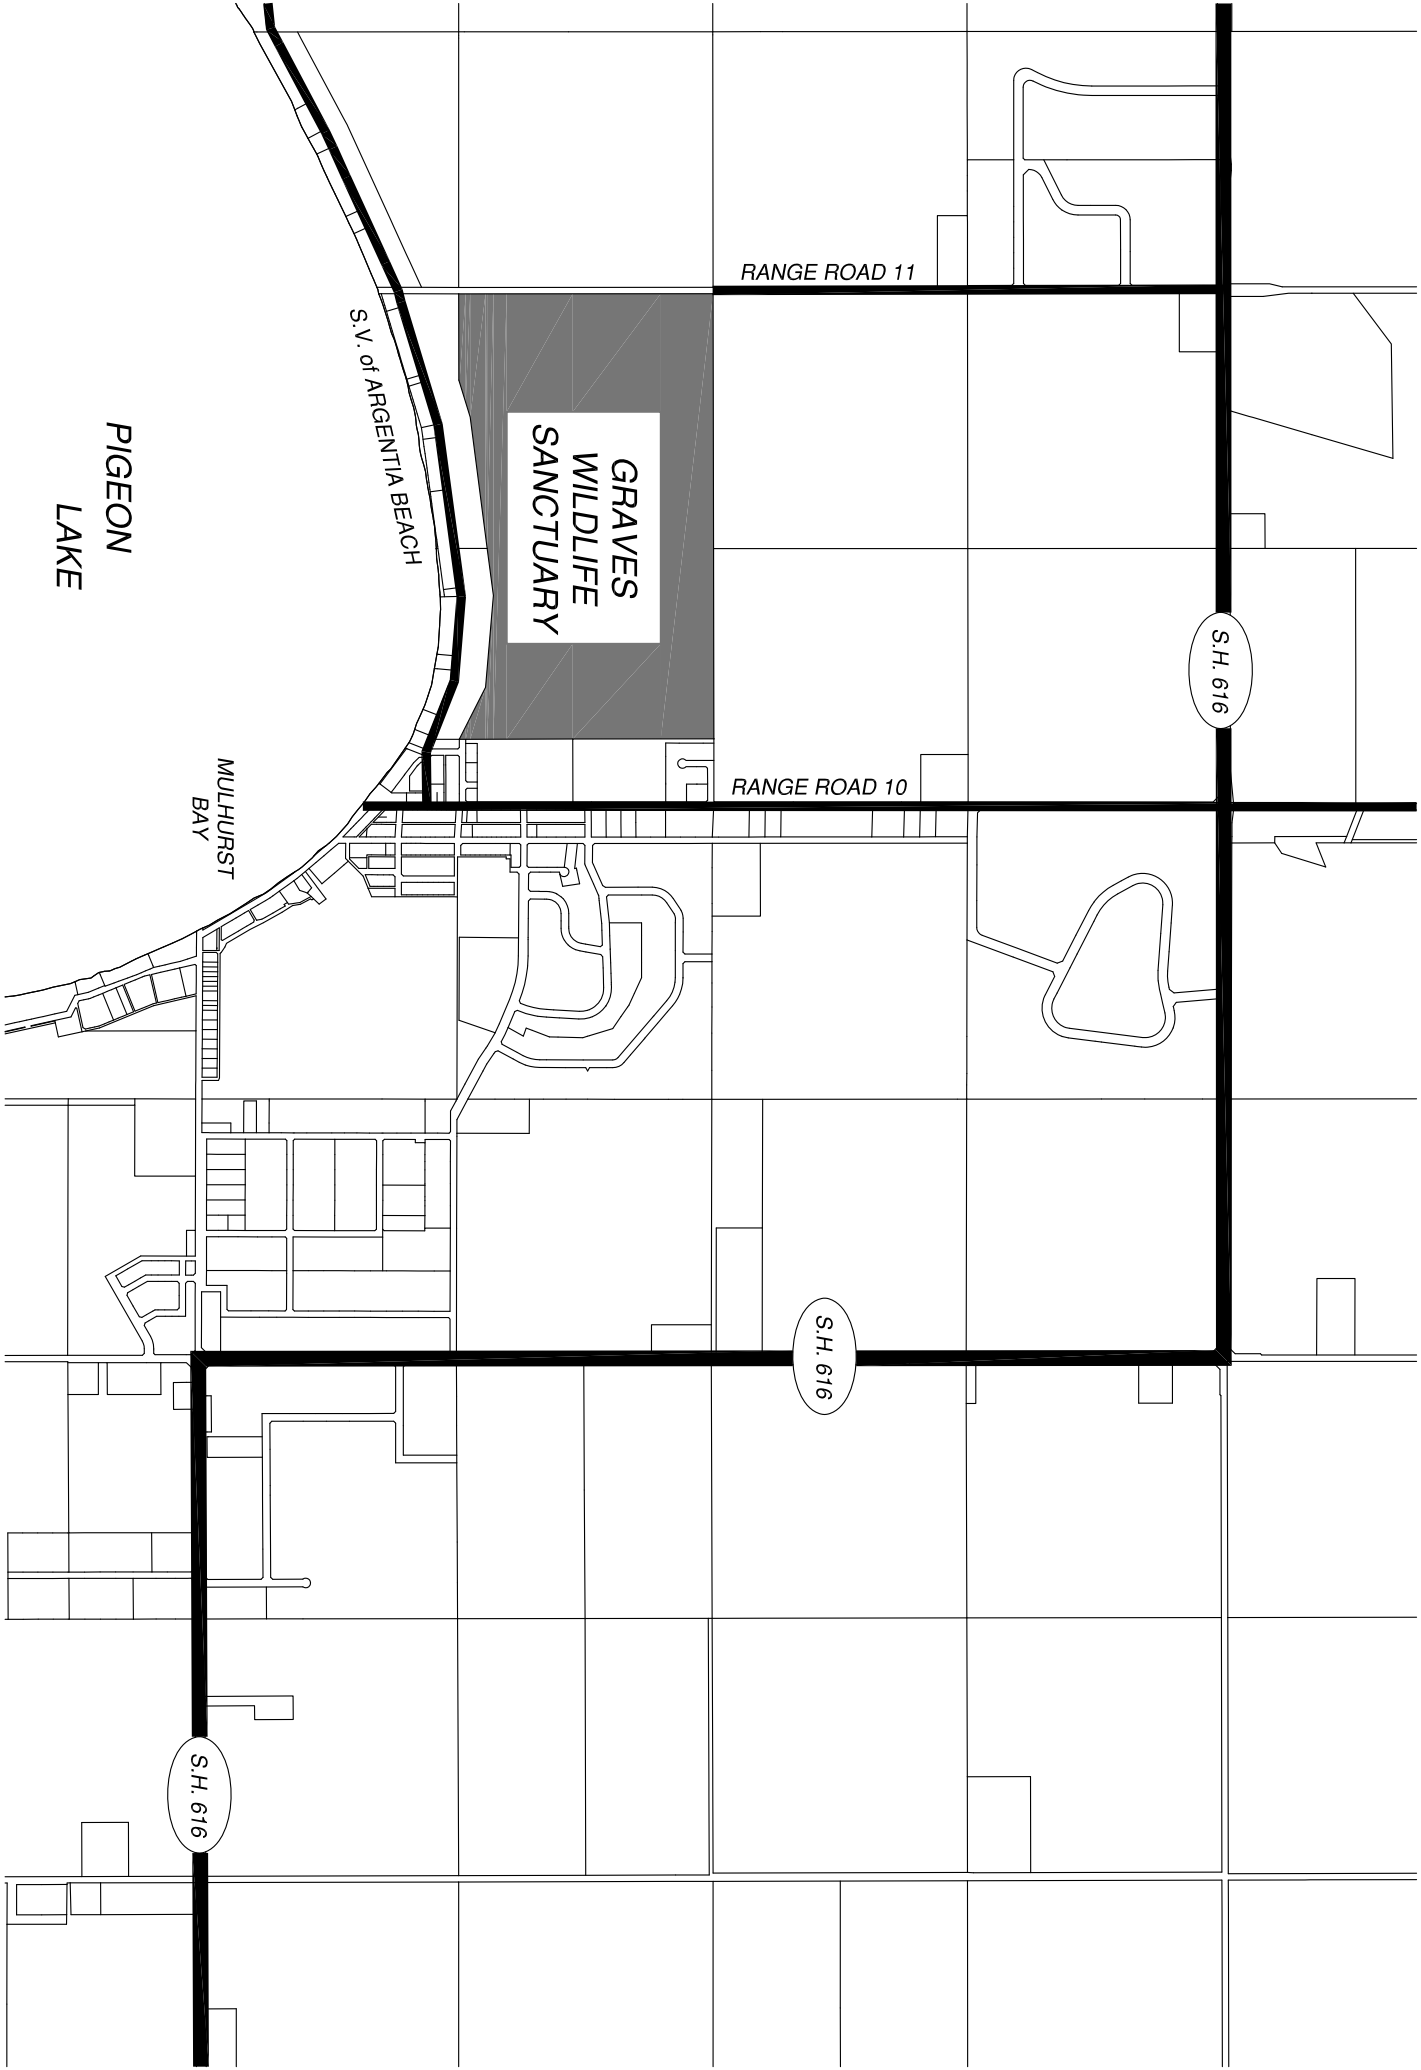 RANGE ROAD 11
S.V. of ARGENTIA BEACH
GRAVES
WILDLIFE
SANCTUARY
PIGEON
LAKE
S.H. 616
RANGE ROAD 10
MULHURST
BAY
S.H. 616
S.H. 616